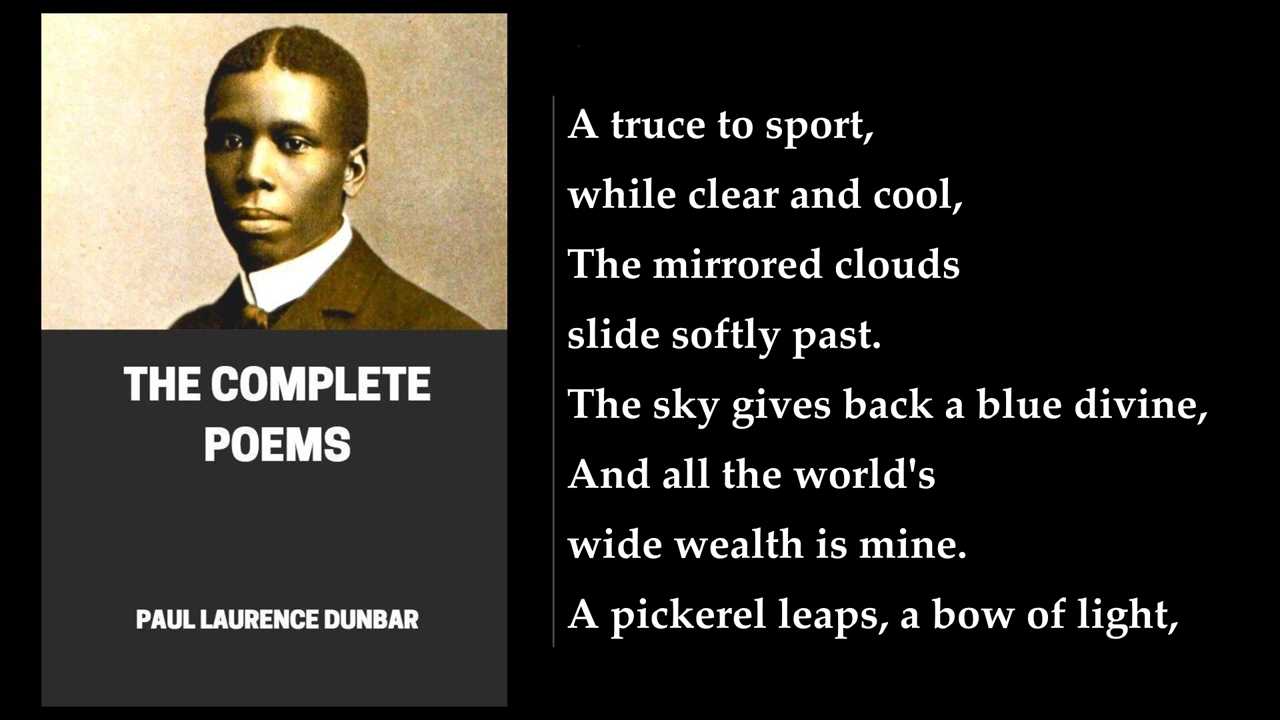 THE COMPLETE
POEMS
PAUL LAURENCE DUNBAR
A truce to sport,
while clear and cool,
The mirrored clouds
slide softly past.
The sky gives back a blue divine,
And all the world's
wide wealth is mine.
A pickerel leaps, a bow of light,